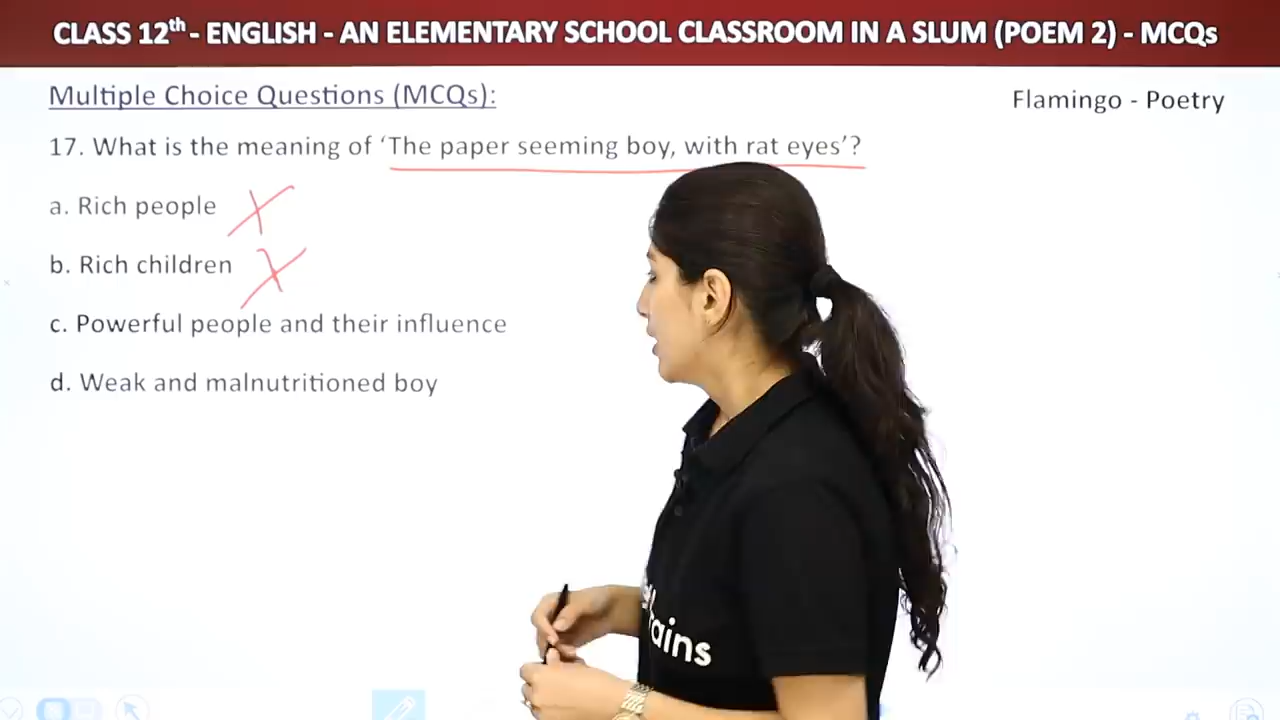 CLASS 12th - ENGLISH - AN ELEMENTARY SCHOOL CLASSROOM IN A SLUM (POEM 2) - MCQs
Multiple Choice Questions (MCQs):
Flamingo - Poetry
17. What is the meaning of ‘The paper seeming boy, with rat eyes’?
a. Rich people
b. Rich children
c. Powerful people and their influence
d. Weak and malnutritioned boy